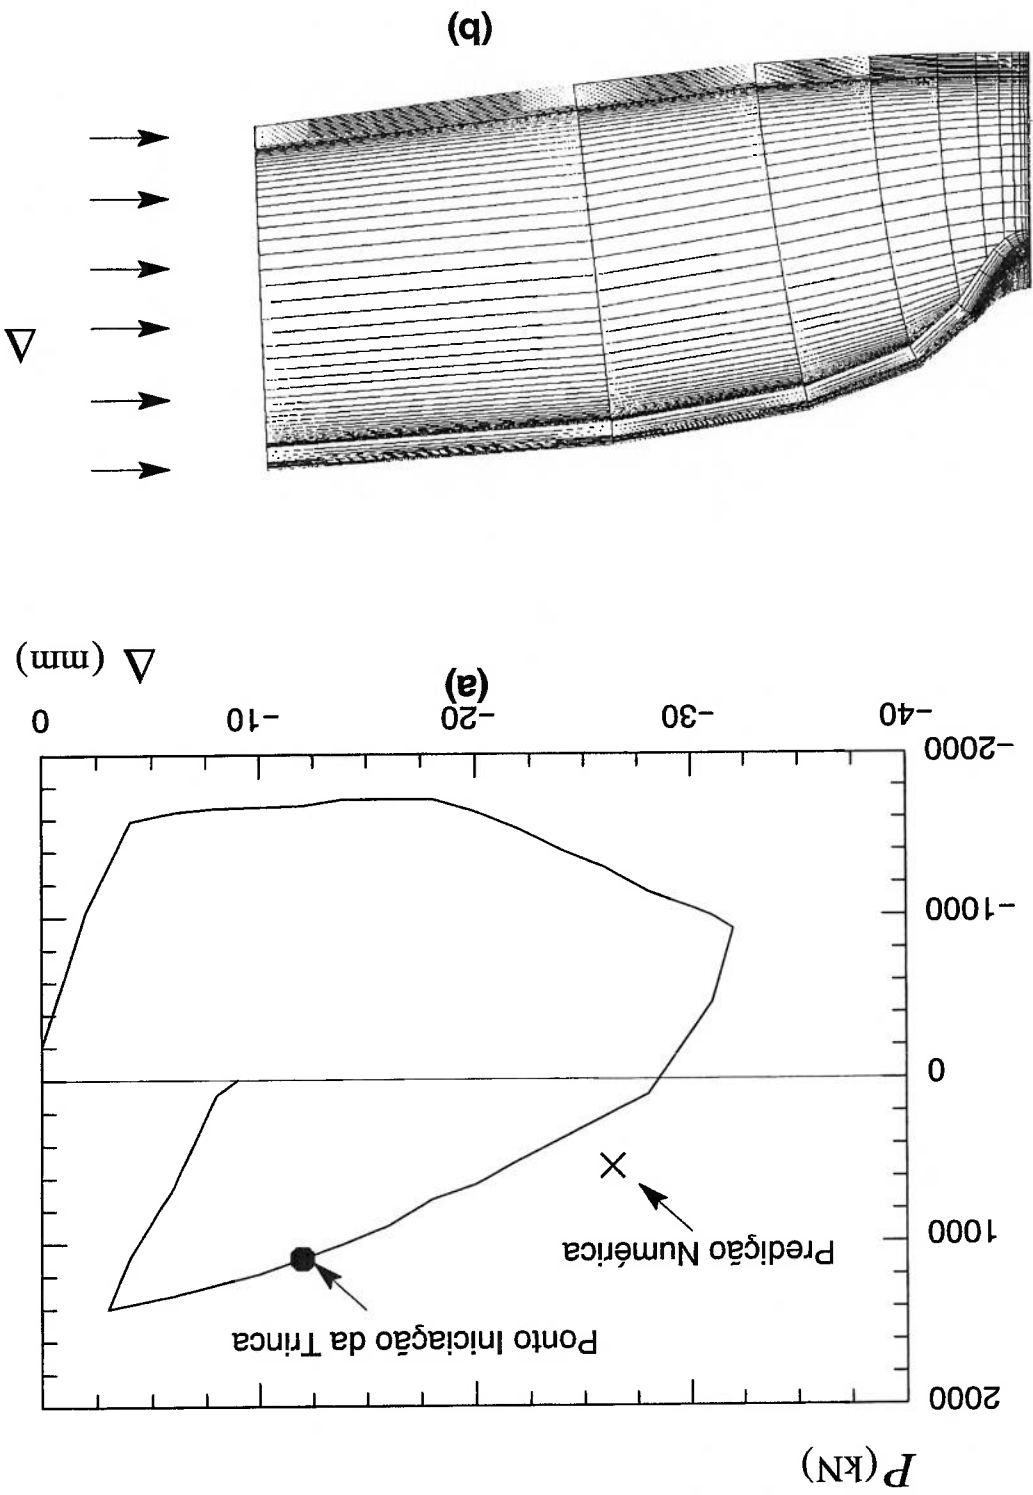 P(kN)
2000
Ponto Iniciação da Trinca
Predição Numérica
1000
0
−1000
−2000
−40 −30 −20 −10 0
(a)
Δ (mm)
Δ
(b)